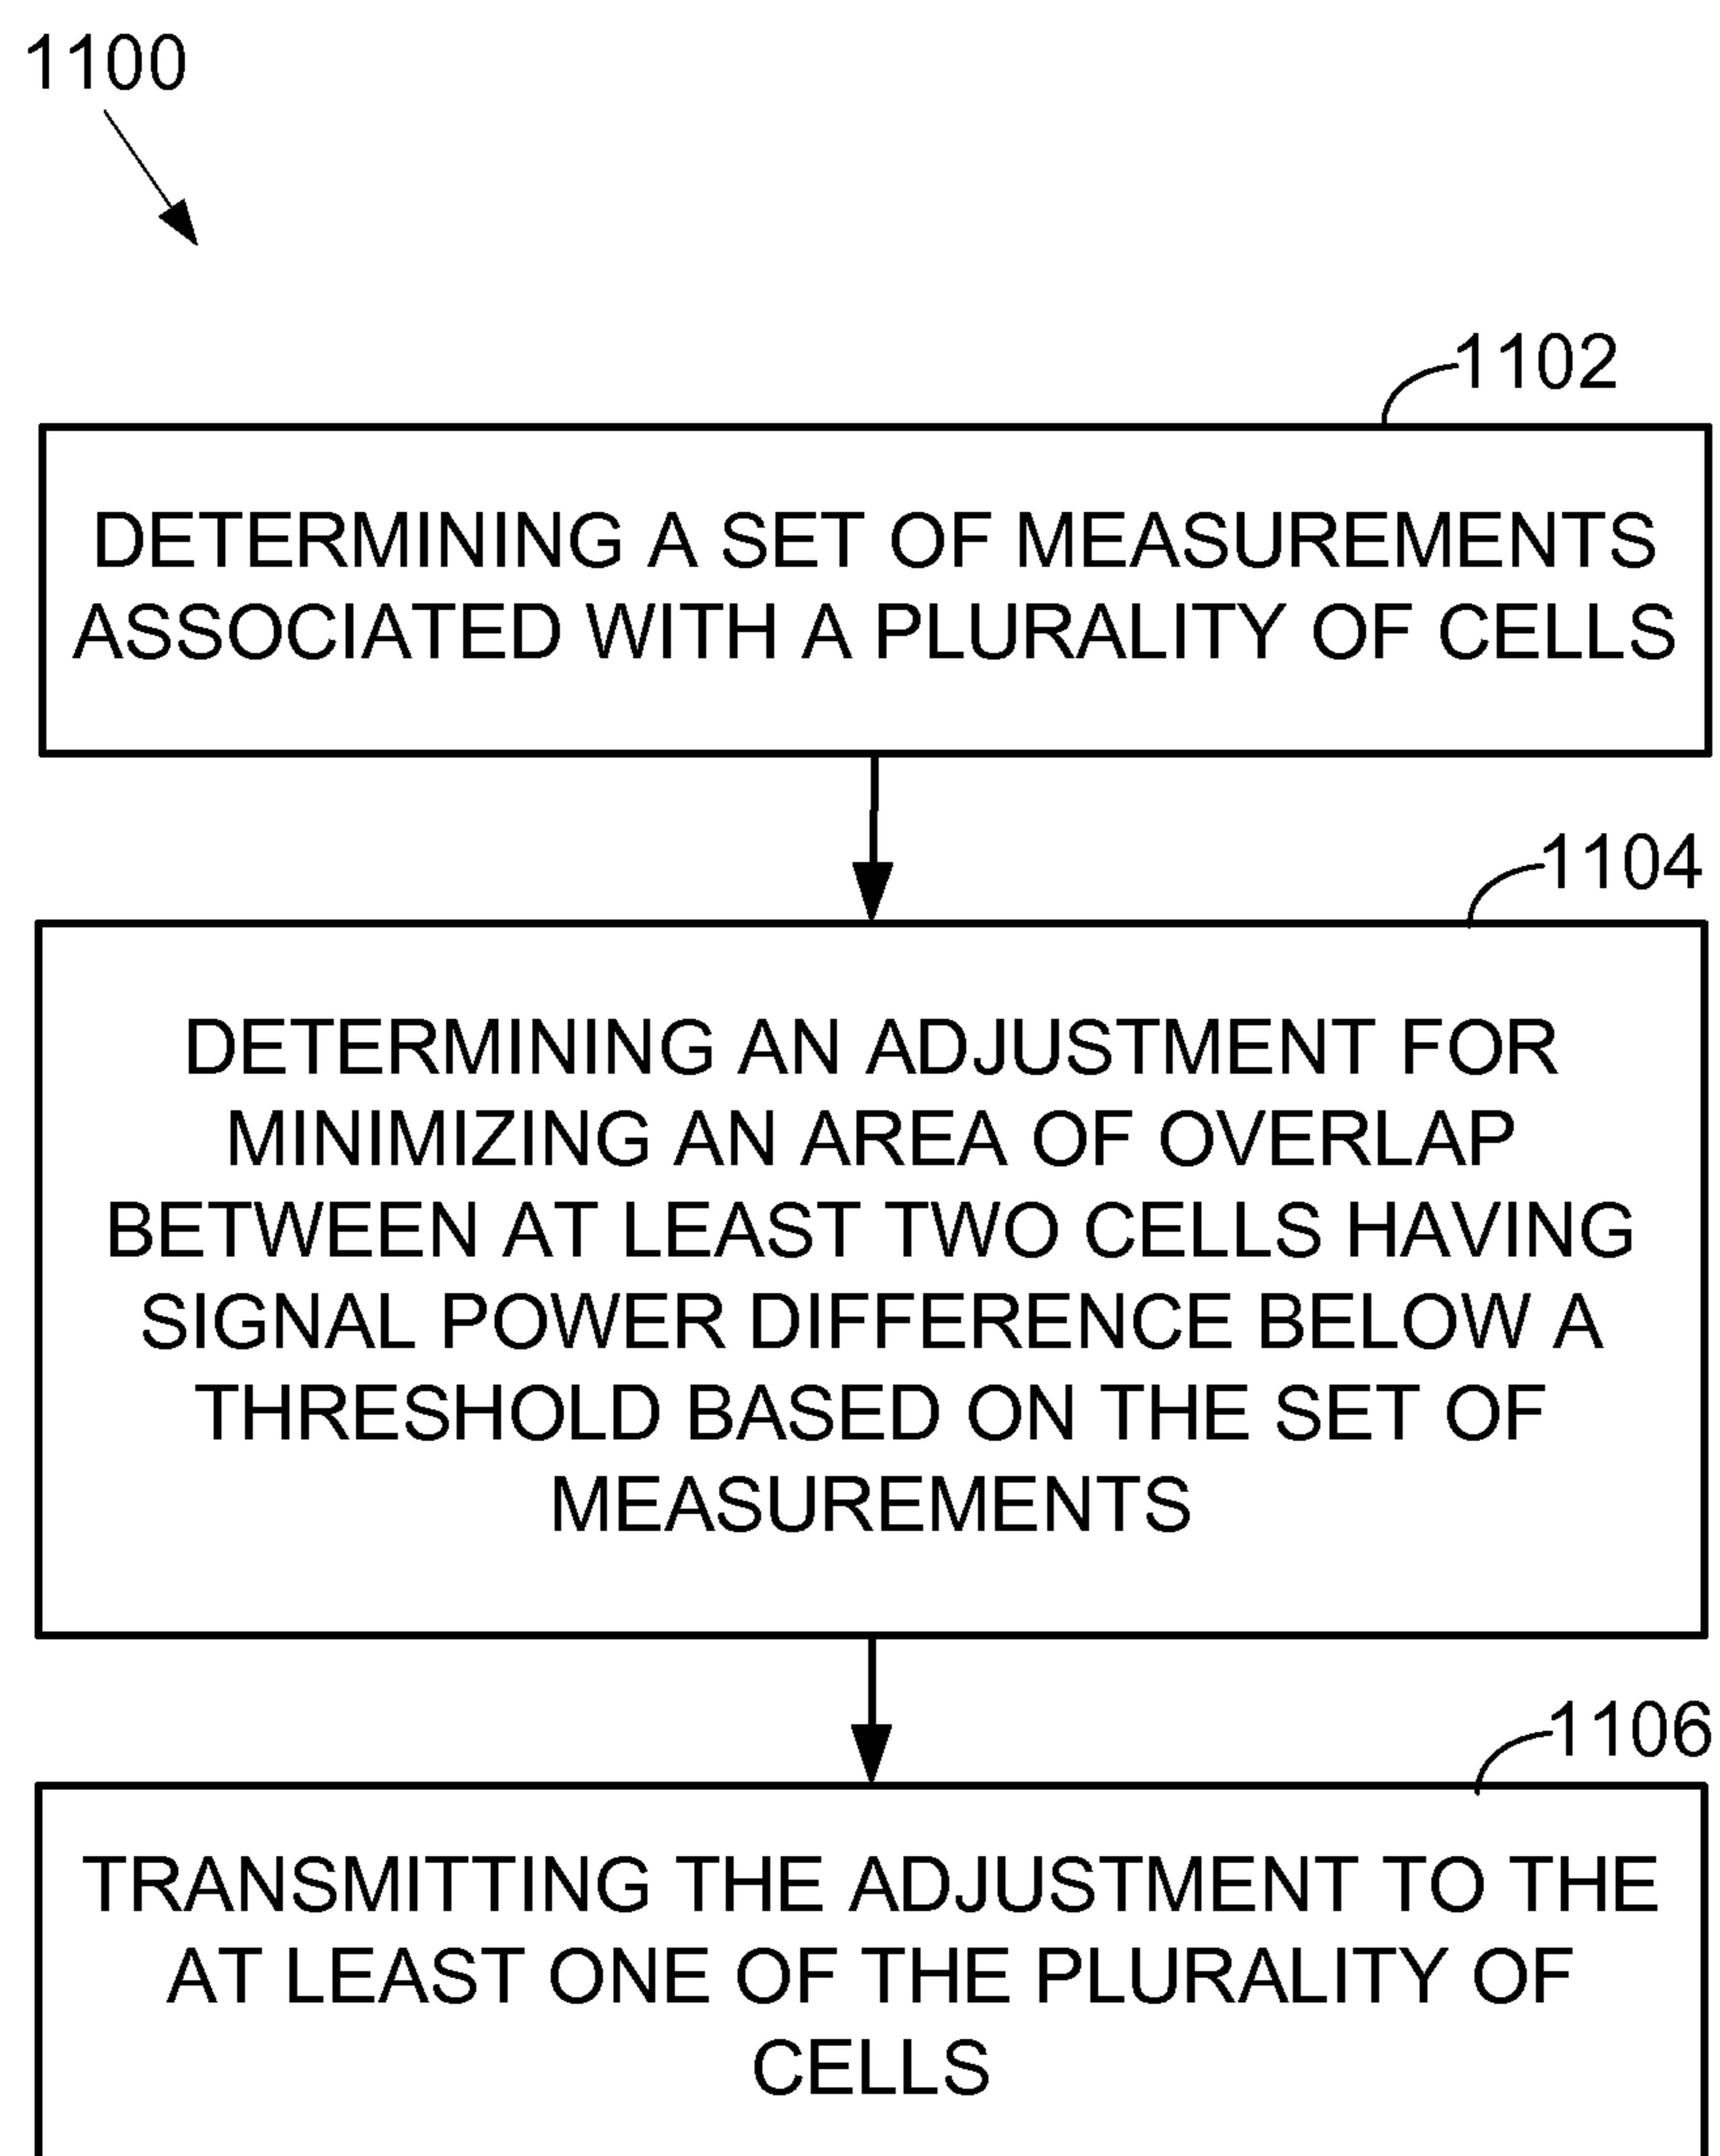 1100
1102
DETERMINING A SET OF MEASUREMENTS
ASSOCIATED WITH A PLURALITY OF CELLS
1104
DETERMINING AN ADJUSTMENT FOR
MINIMIZING AN AREA OF OVERLAP
BETWEEN AT LEAST TWO CELLS HAVING
SIGNAL POWER DIFFERENCE BELOW A
THRESHOLD BASED ON THE SET OF
MEASUREMENTS
1106
TRANSMITTING THE ADJUSTMENT TO THE
AT LEAST ONE OF THE PLURALITY OF
CELLS